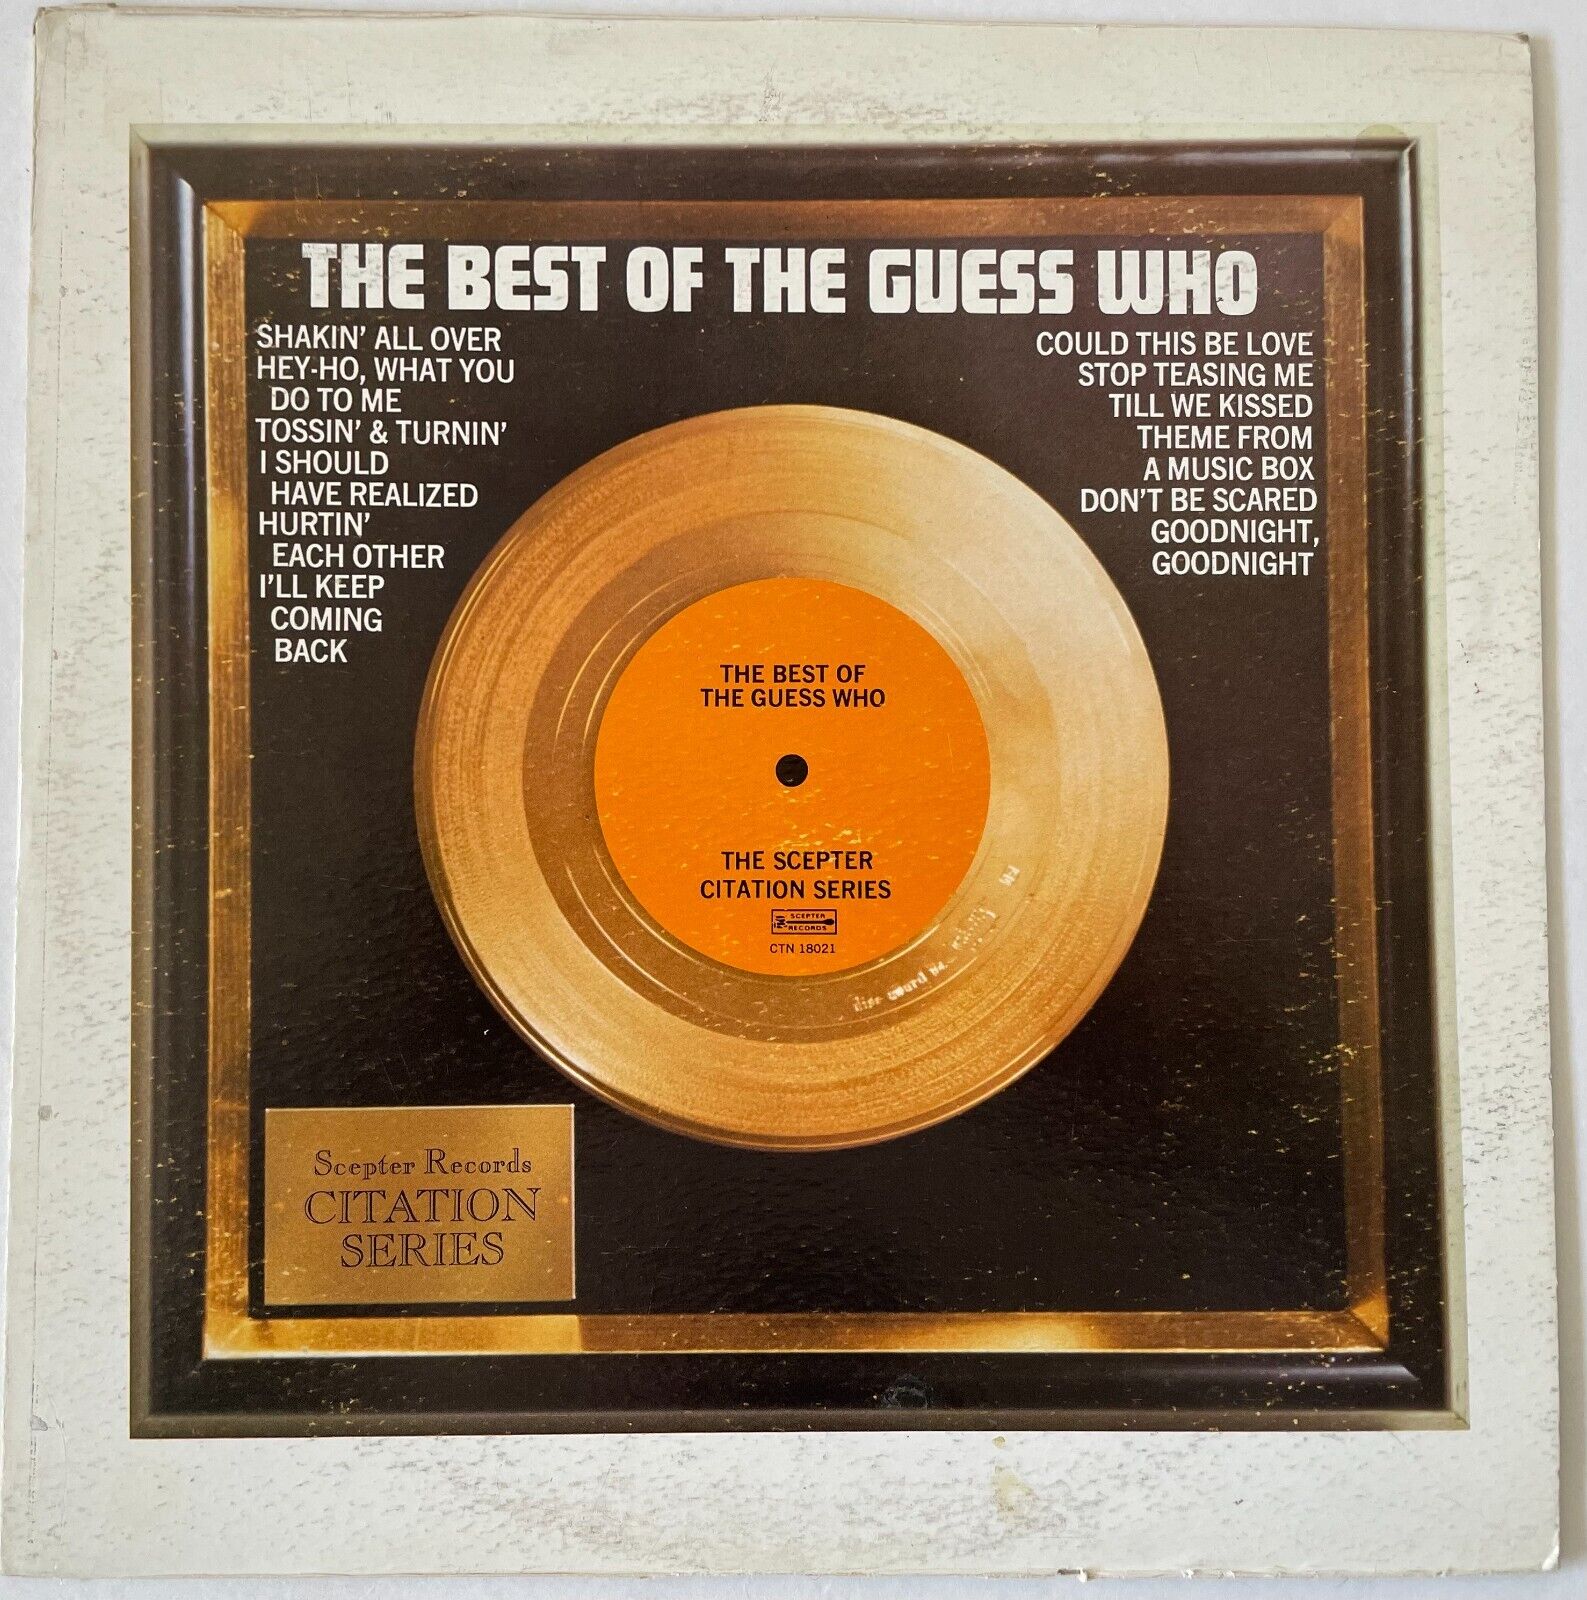 THE BEST OF THE GUESS WHO
SHAKIN' ALL OVER
HEY-HO, WHAT YOU
DO TO ME
TOSSIN' & TURNIN'
I SHOULD
HAVE REALIZED
HURTIN'
EACH OTHER
I'LL KEEP
COMING
BACK
COULD THIS BE LOVE
STOP TEASING ME
TILL WE KISSED
THEME FROM
A MUSIC BOX
DON'T BE SCARED
GOODNIGHT,
GOODNIGHT
THE BEST OF
THE GUESS WHO
THE SCEPTER
CITATION SERIES
SCEPTER
RECORDS
CTN 18021
disc award
Scepter Records
CITATION
SERIES